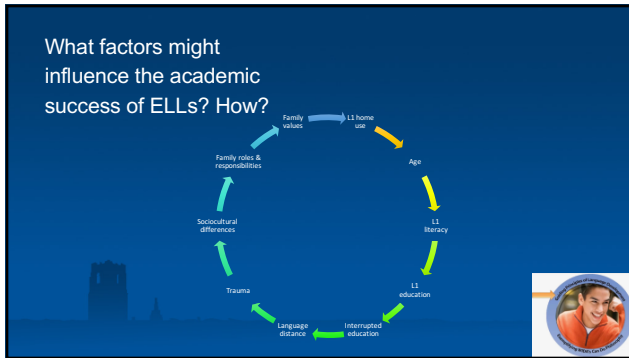 What factors might
influence the academic
success of ELLs? How?
Family
values
L1 home
use
Age
L1
literacy
L1
education
Interrupted
education
Language
distance
Trauma
Sociocultural
differences
Family roles &
responsibilities